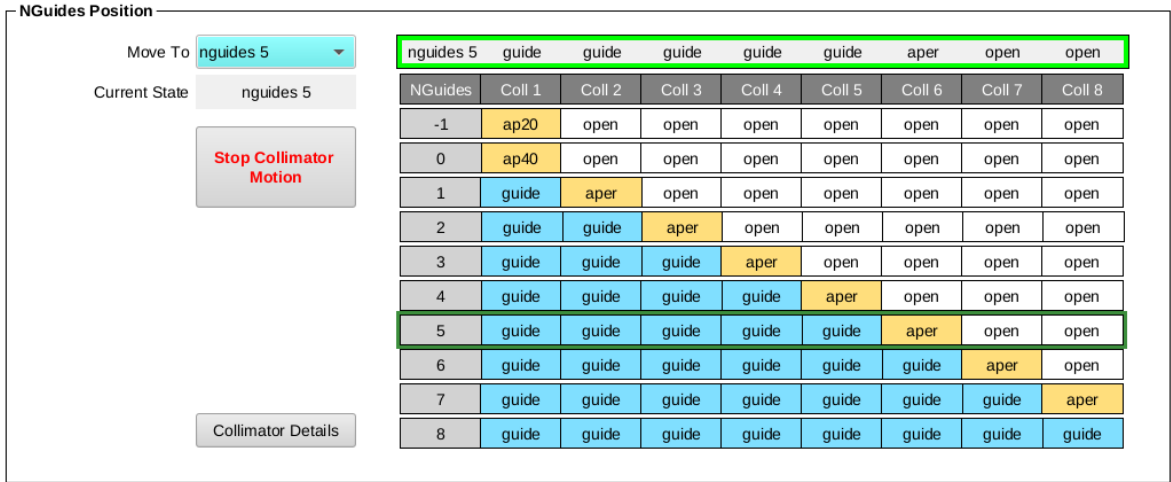 NGuides Position
Move To nguides 5 nguides 5 guide guide guide guide guide aper open open
Current State nguides 5 NGuides Coll 1 Coll 2 Coll 3 Coll 4 Coll 5 Coll 6 Coll 7 Coll 8
-1 ap20 open open open open open open open
Stop Collimator
Motion
0 ap40 open open open open open open open
1 guide aper open open open open open open
2 guide guide aper open open open open open
3 guide guide guide aper open open open open
4 guide guide guide guide aper open open open
5 guide guide guide guide guide aper open open
6 guide guide guide guide guide guide aper open
7 guide guide guide guide guide guide guide aper
Collimator Details 8 guide guide guide guide guide guide guide guide